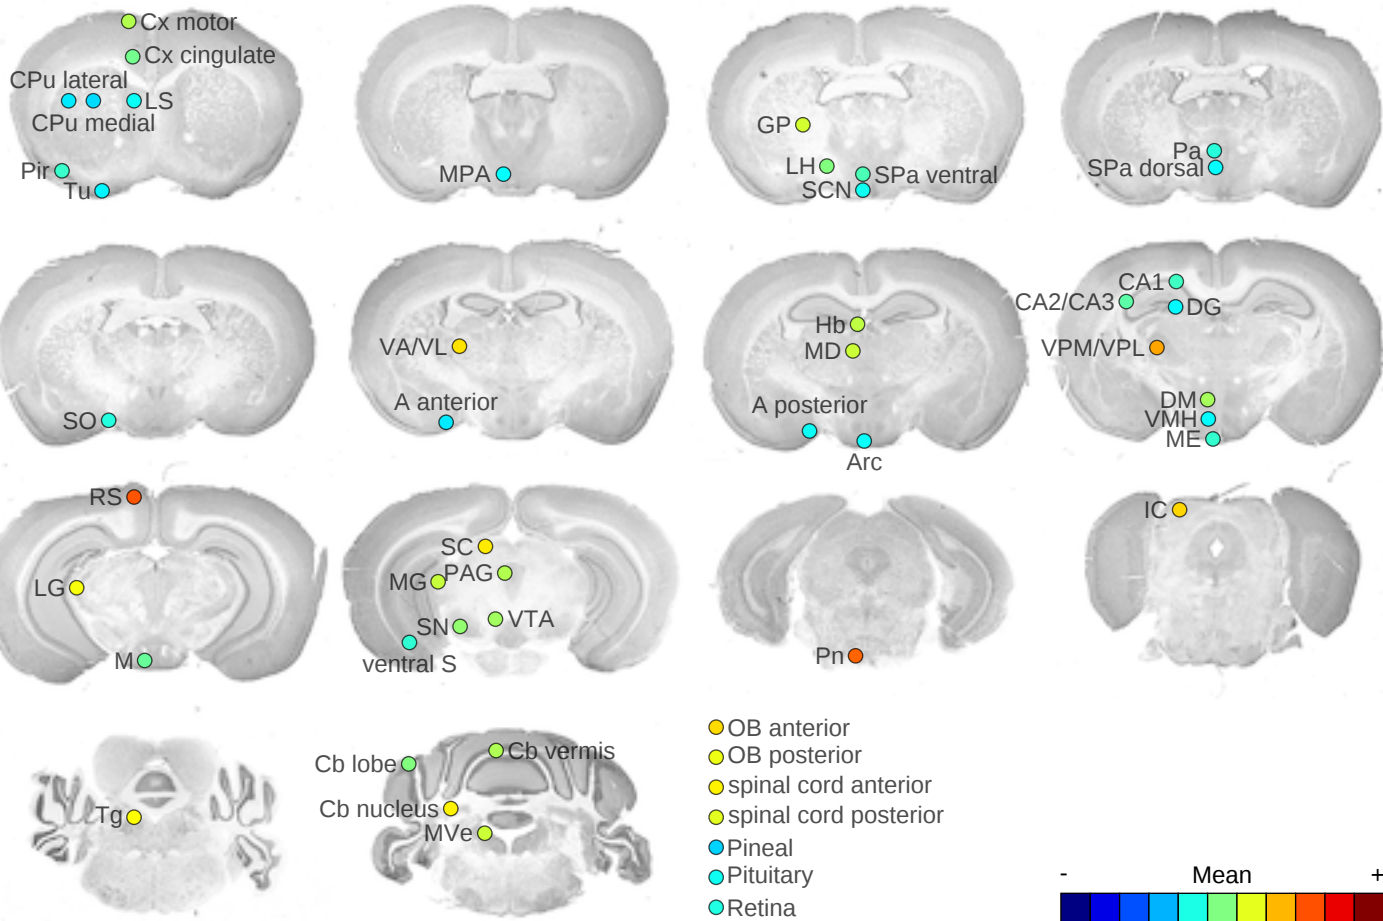 Cx motor
Cx cingulate
CPu lateral
LS
CPu medial
Pir
Tu
MPA
GP
LH
SPa ventral
SCN
Pa
SPa dorsal
SO
VA/VL
A anterior
Hb
MD
A posterior
Arc
CA1
CA2/CA3
DG
VPM/VPL
DM
VMH
ME
RS
LG
M
SC
MG
PAG
SN
VTA
ventral S
Pn
IC
Tg
Cb lobe
Cb vermis
Cb nucleus
MVe
OB anterior
OB posterior
spinal cord anterior
spinal cord posterior
Pineal
Pituitary
Retina
- Mean +